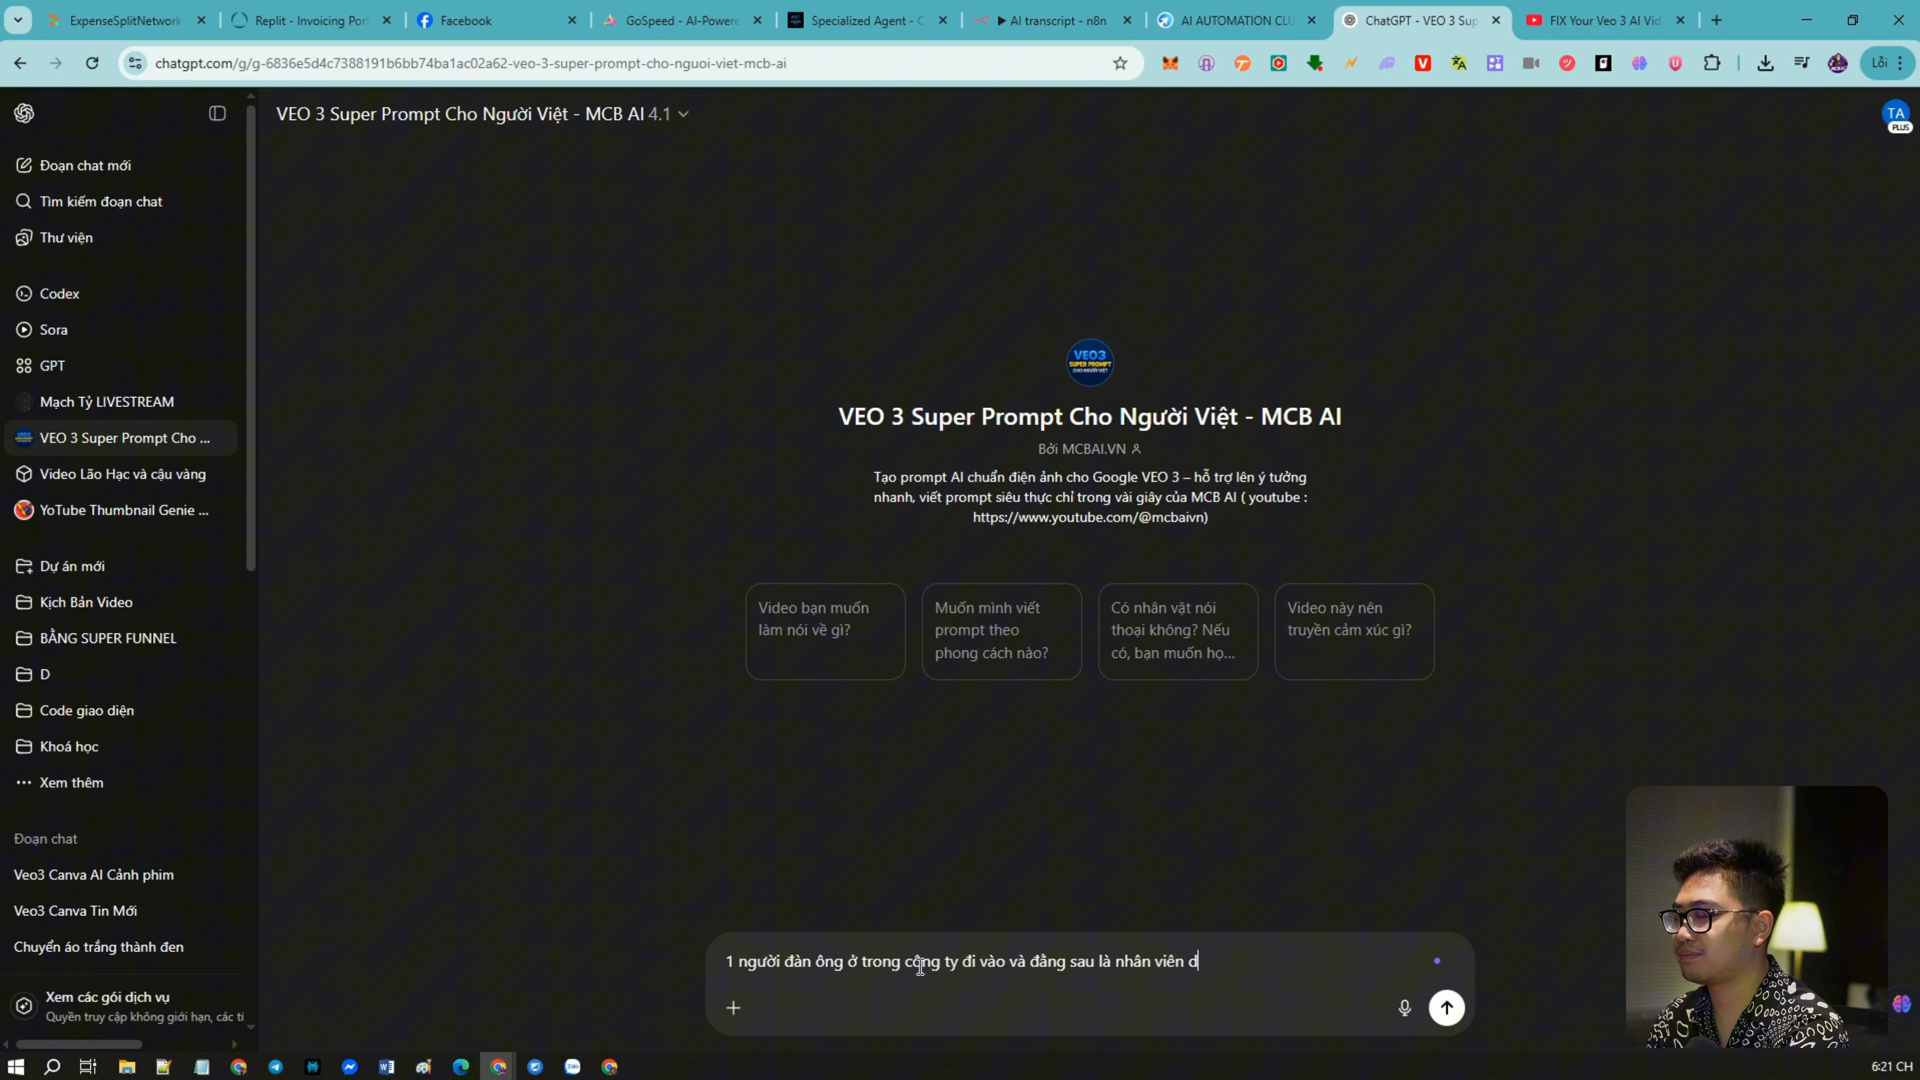 ExpenseSplitNetwork
Replit - Invoicing Por
Facebook
GoSpeed - AI-Powere
Specialized Agent - C
▶ AI transcript - n8n
AI AUTOMATION CLU
ChatGPT - VEO 3 Sup
FIX Your Veo 3 AI Vid
chatgpt.com/g/g-6836e5d4c7388191b6bb74ba1ac02a62-veo-3-super-prompt-cho-nguoi-viet-mcb-ai
Lỗi
VEO 3 Super Prompt Cho Người Việt - MCB AI 4.1
TA
PLUS
Đoạn chat mới
Tìm kiếm đoạn chat
Thư viện
Codex
Sora
GPT
Mạch Tỷ LIVESTREAM
VEO 3 Super Prompt Cho ...
Video Lão Hạc và cậu vàng
YoTube Thumbnail Genie ...
Dự án mới
Kịch Bản Video
BẰNG SUPER FUNNEL
D
Code giao diện
Khoá học
Xem thêm
Đoạn chat
Veo3 Canva AI Cảnh phim
Veo3 Canva Tin Mới
Chuyển áo trắng thành đen
Xem các gói dịch vụ
Quyền truy cập không giới hạn, các tí
VEO3
SUPER PROMPT
CHO NGƯỜI VIỆT
VEO 3 Super Prompt Cho Người Việt - MCB AI
Bởi MCBAI.VN
Tạo prompt AI chuẩn điện ảnh cho Google VEO 3 – hỗ trợ lên ý tưởng
nhanh, viết prompt siêu thực chỉ trong vài giây của MCB AI ( youtube :
https://www.youtube.com/@mcbaivn)
Video bạn muốn
làm nói về gì?
Muốn mình viết
prompt theo
phong cách nào?
Có nhân vật nói
thoại không? Nếu
có, bạn muốn họ...
Video này nên
truyền cảm xúc gì?
1 người đàn ông ở trong công ty đi vào và đằng sau là nhân viên d
Zalo
6:21 CH